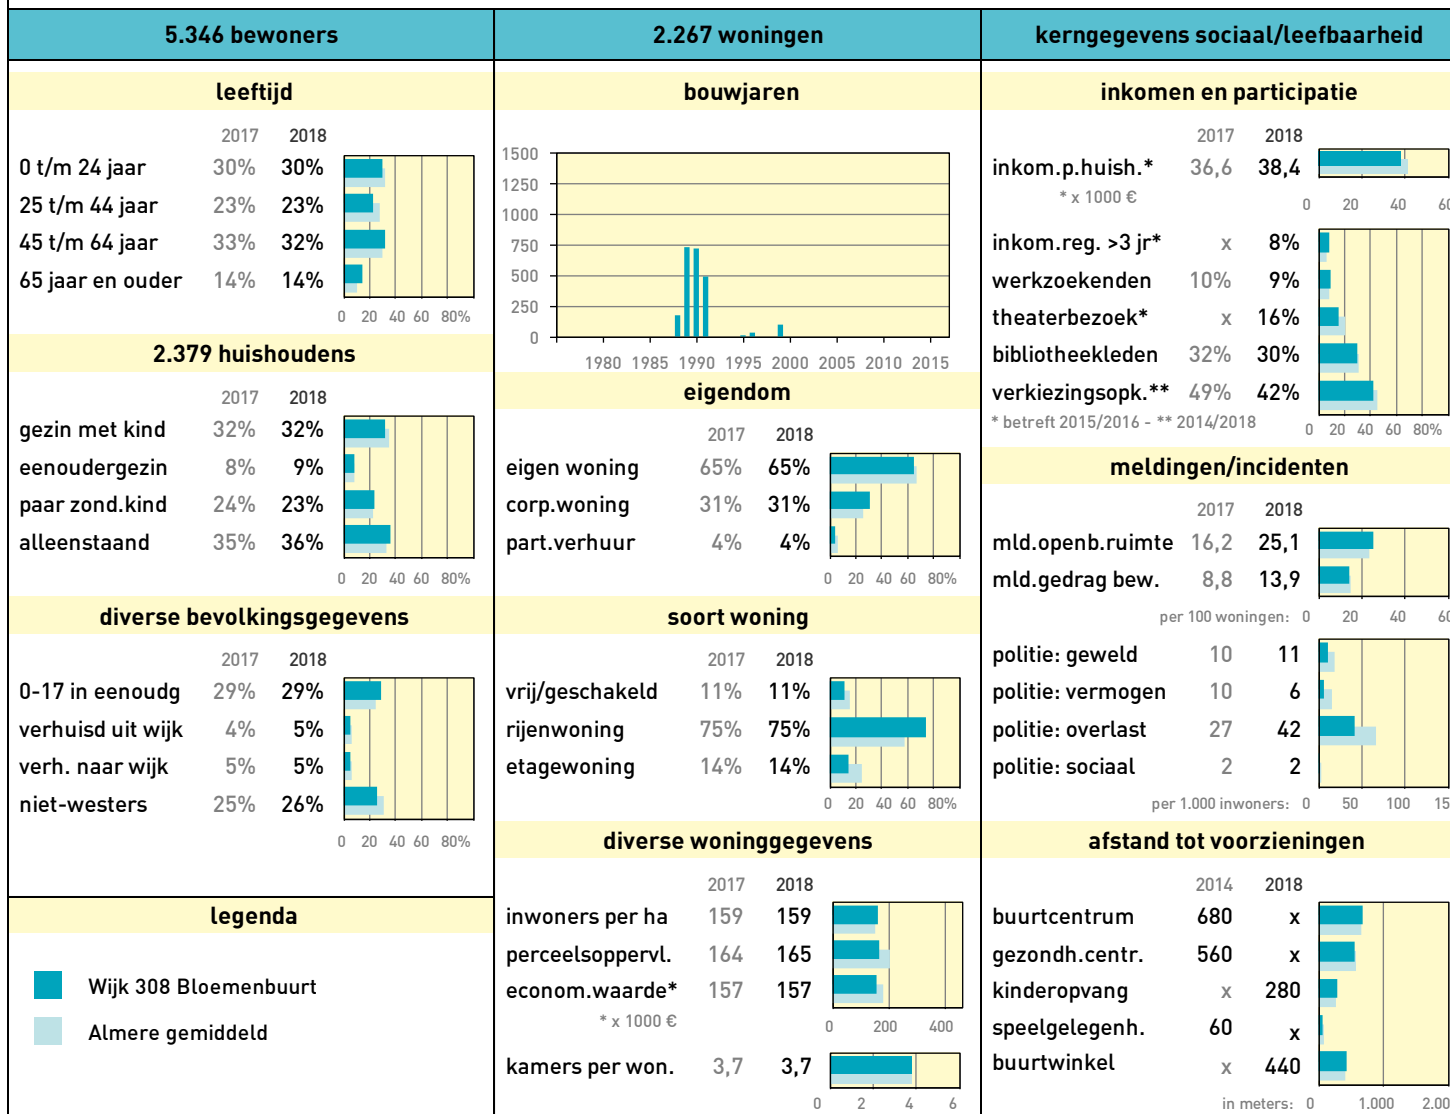 5.346 bewoners
leeftijd
2017 2018
0 t/m 24 jaar 30% 30%
25 t/m 44 jaar 23% 23%
45 t/m 64 jaar 33% 32%
65 jaar en ouder 14% 14%
0 20 40 60 80%
2.379 huishoudens
2017 2018
gezin met kind 32% 32%
eenoudergezin 8% 9%
paar zond.kind 24% 23%
alleenstaand 35% 36%
0 20 40 60 80%
diverse bevolkingsgegevens
2017 2018
0-17 in eenoudg 29% 29%
verhuisd uit wijk 4% 5%
verh. naar wijk 5% 5%
niet-westers 25% 26%
0 20 40 60 80%
legenda
Wijk 308 Bloemenbuurt
Almere gemiddeld
2.267 woningen
bouwjaren
1500
1250
1000
750
500
250
0
1980 1985 1990 1995 2000 2005 2010 2015
eigendom
2017 2018
eigen woning 65% 65%
corp.woning 31% 31%
part.verhuur 4% 4%
0 20 40 60 80%
soort woning
2017 2018
vrij/geschakeld 11% 11%
rijenwoning 75% 75%
etagewoning 14% 14%
0 20 40 60 80%
diverse woninggegevens
2017 2018
inwoners per ha 159 159
perceelsoppervl. 164 165
econom.waarde* 157 157
* x 1000 €
0 200 400
kamers per won. 3,7 3,7
0 2 4 6
kerngegevens sociaal/leefbaarheid
inkomen en participatie
2017 2018
inkom.p.huish.* 36,6 38,4
* x 1000 €
0 20 40 60
inkom.reg. >3 jr* x 8%
werkzoekenden 10% 9%
theaterbezoek* x 16%
bibliotheekleden 32% 30%
verkiezingsopk.** 49% 42%
* betreft 2015/2016 - ** 2014/2018
0 20 40 60 80%
meldingen/incidenten
2017 2018
mld.openb.ruimte 16,2 25,1
mld.gedrag bew. 8,8 13,9
per 100 woningen: 0 20 40 60
politie: geweld 10 11
politie: vermogen 10 6
politie: overlast 27 42
politie: sociaal 2 2
per 1.000 inwoners: 0 50 100 15
afstand tot voorzieningen
2014 2018
buurtcentrum 680 x
gezondh.centr. 560 x
kinderopvang x 280
speelgelegenh. 60 x
buurtwinkel x 440
in meters: 0 1.000 2.00